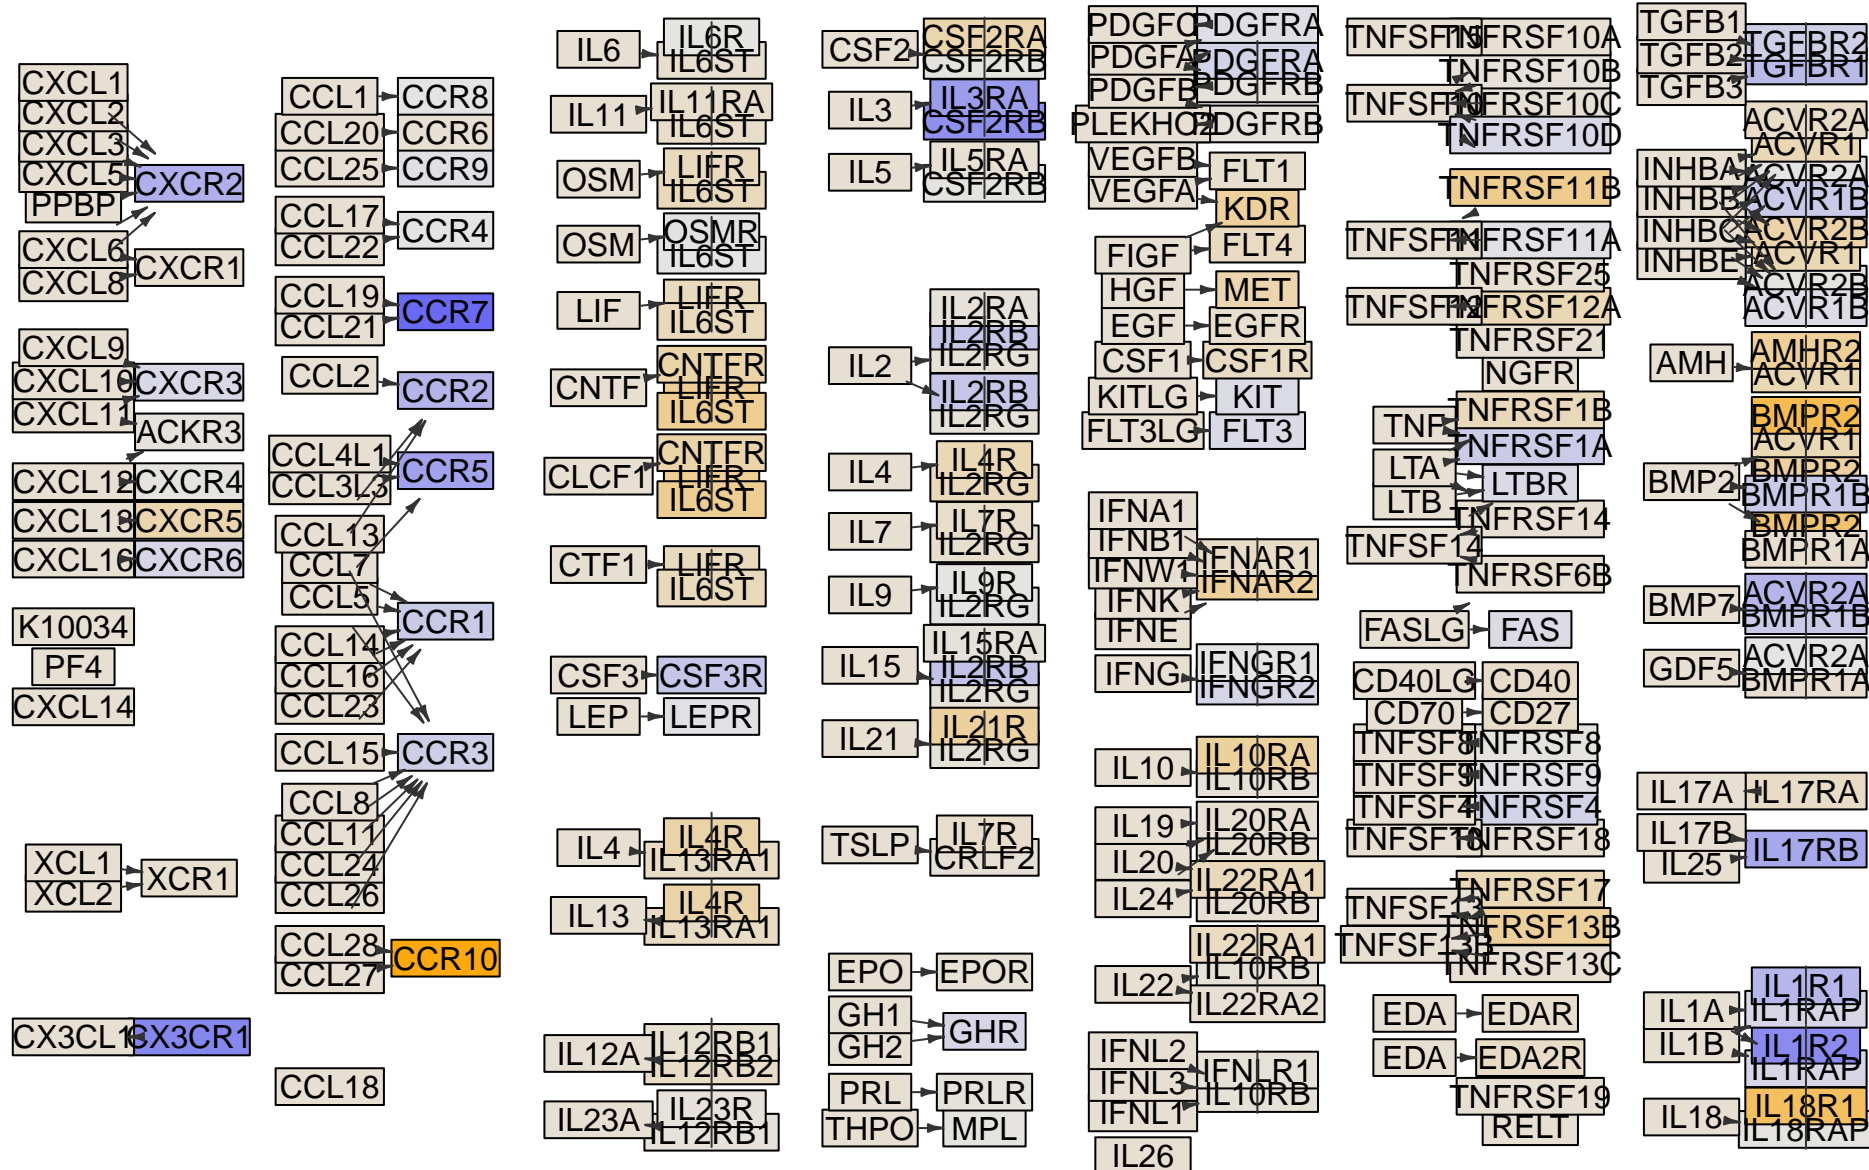 CXCL1
CXCL2
CXCL3
CXCL5
PPBP
CXCR2
CXCL6
CXCL8
CXCR1
CXCL9
CXCL10
CXCL11
CXCR3
ACKR3
CXCL12
CXCR4
CXCL13
CXCR5
CXCL16
CXCR6
K10034
PF4
CXCL14
XCL1
XCL2
XCR1
CX3CL1
CX3CR1
CCL1
CCR8
CCL20
CCR6
CCL25
CCR9
CCL17
CCL22
CCR4
CCL19
CCL21
CCR7
CCL2
CCR2
CCL4L1
CCL3L3
CCR5
CCL13
CCL7
CCL5
CCR1
CCL14
CCL16
CCL23
CCL15
CCR3
CCL8
CCL11
CCL24
CCL26
CCL28
CCL27
CCR10
CCL18
IL6
IL6R
IL6ST
IL11
IL11RA
IL6ST
OSM
LIFR
IL6ST
OSM
OSMR
IL6ST
LIF
LIFR
IL6ST
CNTF
CNTFR
LIFR
IL6ST
CLCF1
CNTFR
LIFR
IL6ST
CTF1
LIFR
IL6ST
CSF3
CSF3R
LEP
LEPR
IL4
IL4R
IL13RA1
IL13
IL4R
IL13RA1
IL12A
IL12RB1
IL12RB2
IL23A
IL23R
IL12RB1
CSF2
CSF2RA
CSF2RB
IL3
IL3RA
CSF2RB
IL5
IL5RA
CSF2RB
IL2
IL2RA
IL2RB
IL2RG
IL2RB
IL2RG
IL4
IL4R
IL2RG
IL7
IL7R
IL2RG
IL9
IL9R
IL2RG
IL15
IL15RA
IL2RB
IL2RG
IL21
IL21R
IL2RG
TSLP
IL7R
CRLF2
EPO
EPOR
GH1
GH2
GHR
PRL
PRLR
THPO
MPL
PDGFC
PDGFRA
PDGFA
PDGFRA
PDGFRB
PDGFB
PLEKHO2
PDGFRB
VEGFB
VEGFA
FLT1
KDR
FIGF
FLT4
HGF
MET
EGF
EGFR
CSF1
CSF1R
KITLG
KIT
FLT3LG
FLT3
IFNA1
IFNB1
IFNW1
IFNK
IFNE
IFNAR1
IFNAR2
IFNG
IFNGR1
IFNGR2
IL10
IL10RA
IL10RB
IL19
IL20RA
IL20RB
IL20
IL24
IL22RA1
IL20RB
IL22
IL22RA1
IL10RB
IL22RA2
IFNL2
IFNL3
IFNL1
IFNLR1
IL10RB
IL26
TNFSF15
TNFRSF10A
TNFRSF10B
TNFSF10
TNFRSF10C
TNFRSF10D
TNFRSF11B
TNFSF11
TNFRSF11A
TNFRSF25
TNFSF12
TNFRSF12A
TNFRSF21
NGFR
TNF
TNFRSF1B
TNFRSF1A
LTA
LTB
LTBR
TNFRSF14
TNFSF14
TNFRSF6B
FASLG
FAS
CD40LG
CD40
CD70
CD27
TNFSF8
TNFRSF8
TNFSF9
TNFRSF9
TNFSF4
TNFRSF4
TNFSF18
TNFRSF18
TNFRSF17
TNFSF13
TNFRSF13B
TNFSF13B
TNFRSF13C
EDA
EDAR
EDA
EDA2R
TNFRSF19
RELT
TGFB1
TGFB2
TGFB3
TGFBR2
TGFBR1
ACVR2A
ACVR1
INHBA
ACVR2A
INHBB
ACVR1B
INHBC
ACVR2B
INHBE
ACVR1
ACVR2B
ACVR1B
AMH
AMHR2
ACVR1
BMPR2
ACVR1
BMP2
BMPR2
BMPR1B
BMPR2
BMPR1A
BMP7
ACVR2A
BMPR1B
GDF5
ACVR2A
BMPR1A
IL17A
IL17RA
IL17B
IL25
IL17RB
IL1A
IL1R1
IL1RAP
IL1B
IL1R2
IL1RAP
IL18
IL18R1
IL18RAP